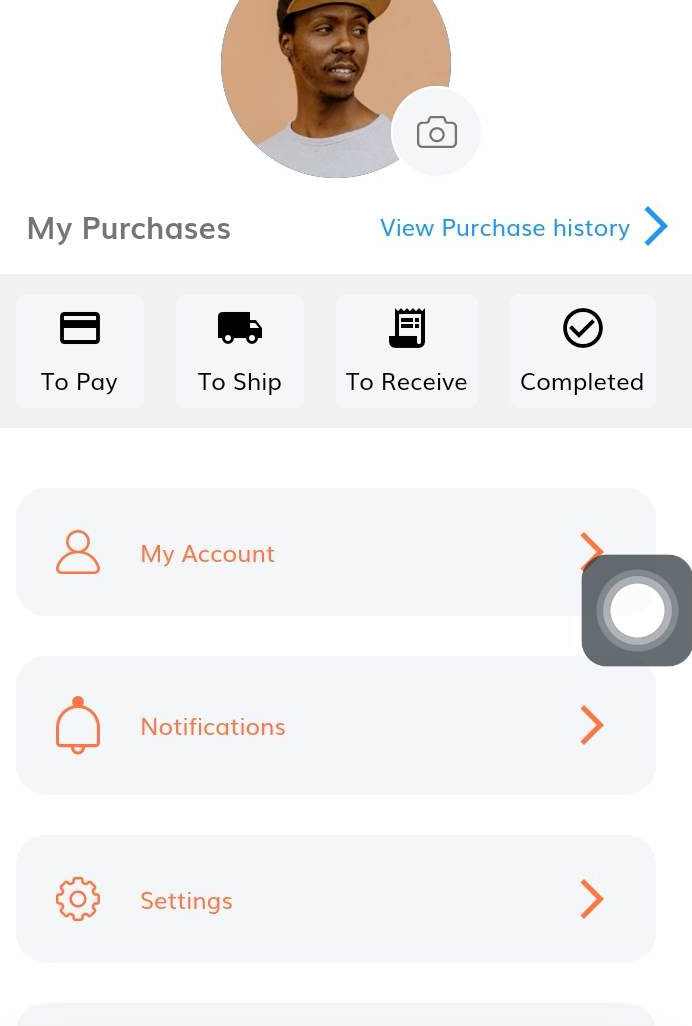 My Purchases
View Purchase history
To Pay
To Ship
To Receive
Completed
My Account
Notifications
Settings